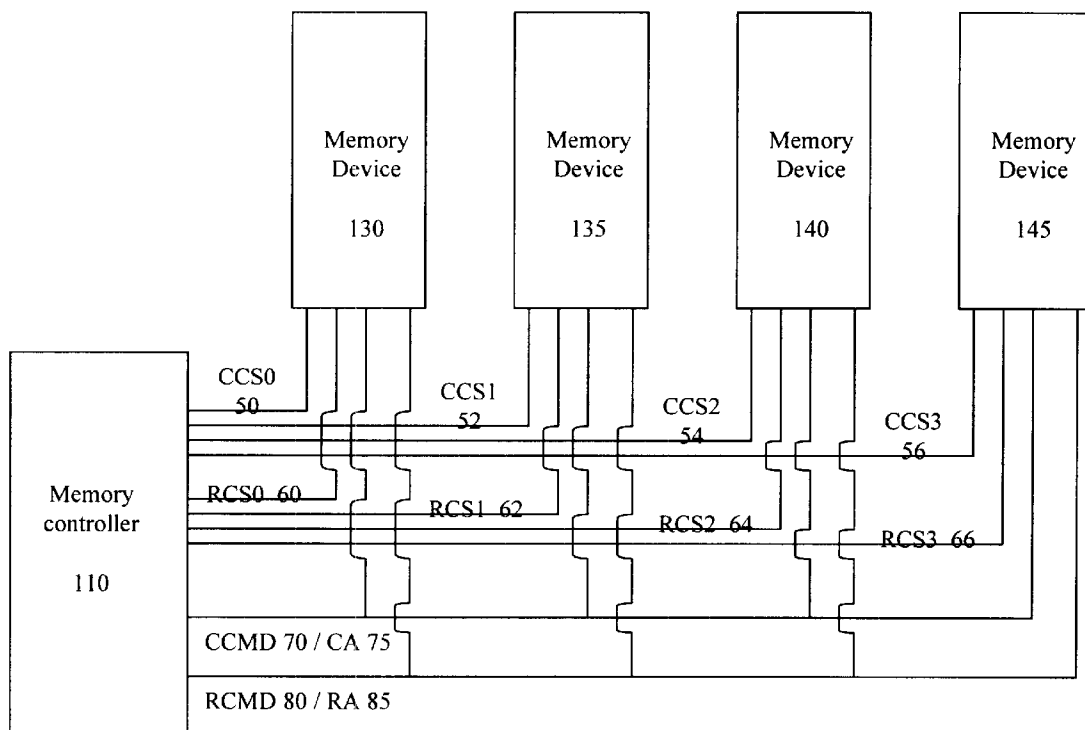 Memory
Device
130
Memory
Device
135
Memory
Device
140
Memory
Device
145
CCS0
50
CCS1
52
CCS2
54
CCS3
56
Memory
controller
110
RCS0 60
RCS1 62
RCS2 64
RCS3 66
CCMD 70 / CA 75
RCMD 80 / RA 85